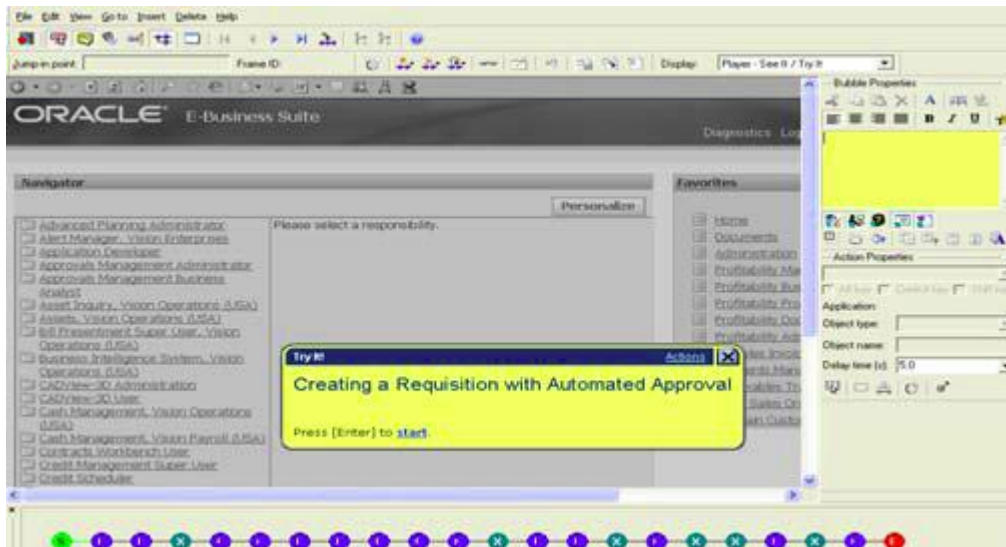 File Edit View Go to Insert Delete Help
Jump-in point: Frame ID: Display: Player - See It / Try It
Bubble Properties
ORACLE E-Business Suite
Diagnostics
Navigator
Favorites
Personalize
Please select a responsibility.
Advanced Planning Administrator
Alert Manager, Vision Enterprises
Application Developer
Approvals Management Administrator
Approvals Management Business
Analyst
Asset Inquiry, Vision Operations (USA)
Assets, Vision Operations (USA)
Bill Presentment Super User, Vision
Operations (USA)
Business Intelligence System, Vision
Operations (USA)
CADView-3D Administration
CADView-3D User
Cash Management, Vision Operations
(USA)
Cash Management, Vision Payroll (USA)
Contracts Workbench User
Credit Management Super User
Credit Scheduler
Home
Documents
Administration
Profitability
Profitability
Profitability
Profitability
Profitability
Try It!
Actions
Creating a Requisition with Automated Approval
Press [Enter] to start.
Action Properties
Application:
Object type:
Object name:
Delay time (s): 5.0